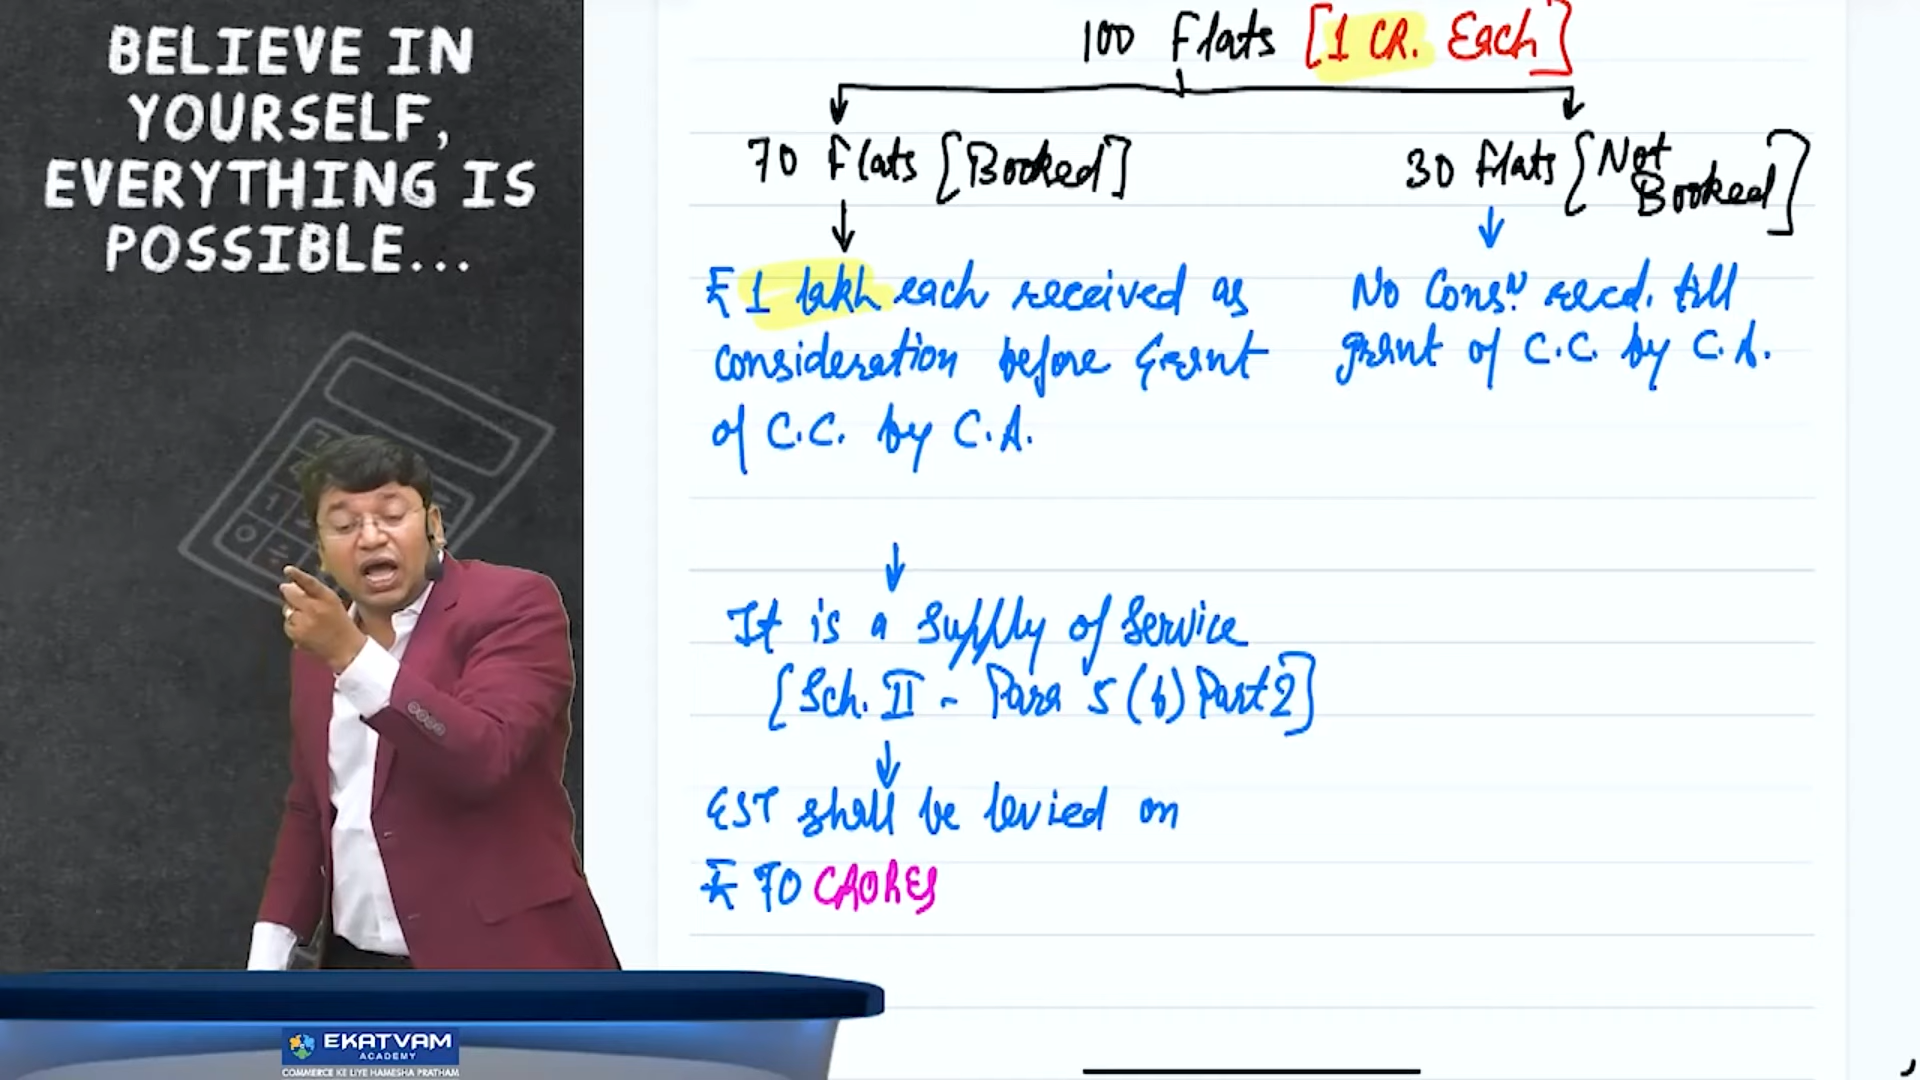 BELIEVE IN
YOURSELF,
EVERYTHING IS
POSSIBLE...
100 Flats [1 CR. Each]
70 Flats [Booked]
30 Flats [Not Booked]
₹ 1 lakh each received as
consideration before Grant
of C.C. by C.A.
No Consn. recd. till
grant of C.C. by C.A.
It is a Supply of Service
[Sch. II - Para 5 (b) Part 2]
GST shall be levied on
₹ 70 CRORES
EKATVAM
ACADEMY
COMMERCE KE LIYE HAMESHA PRATHAM